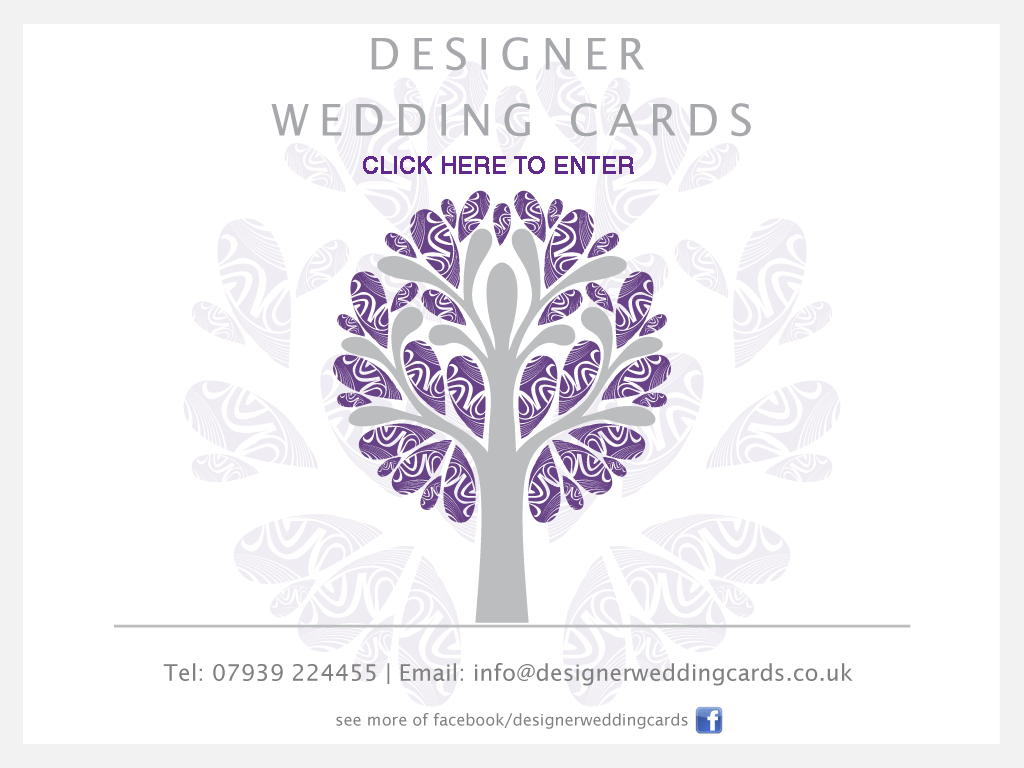 DESIGNER
WEDDING CARDS
CLICK HERE TO ENTER
Tel: 07939 224455 | Email: info@designerweddingcards.co.uk
see more of facebook/designerweddingcards f